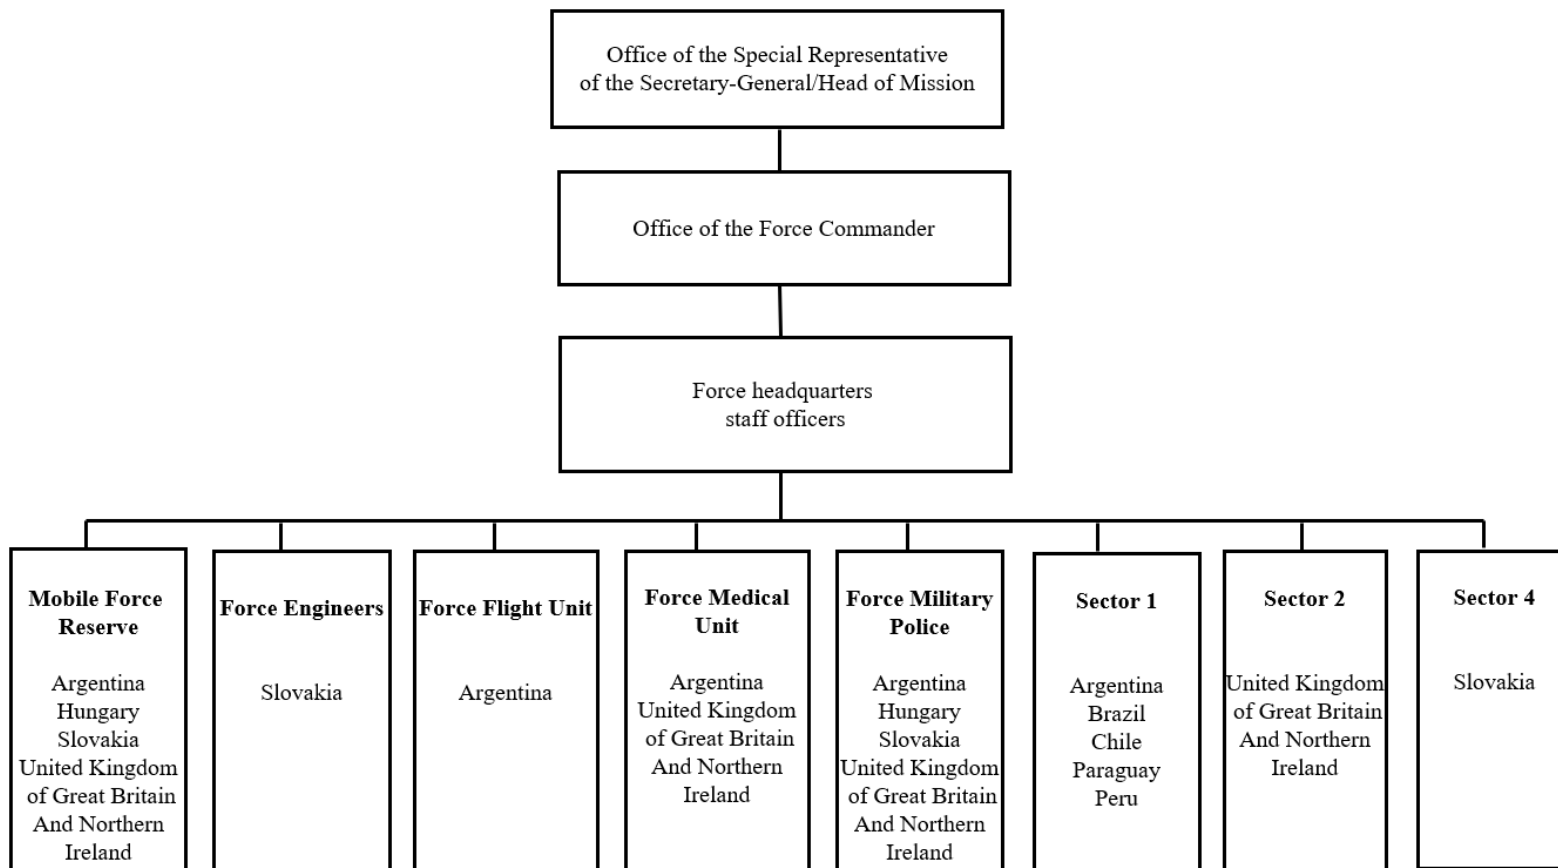 Office of the Special Representative
of the Secretary-General/Head of Mission
Office of the Force Commander
Force headquarters
staff officers
Mobile Force
Reserve
Argentina
Hungary
Slovakia
United Kingdom
of Great Britain
And Northern
Ireland
Force Engineers
Slovakia
Force Flight Unit
Argentina
Force Medical
Unit
Argentina
United Kingdom
of Great Britain
And Northern
Ireland
Force Military
Police
Argentina
Hungary
Slovakia
United Kingdom
of Great Britain
And Northern
Ireland
Sector 1
Argentina
Brazil
Chile
Paraguay
Peru
Sector 2
United Kingdom
of Great Britain
And Northern
Ireland
Sector 4
Slovakia